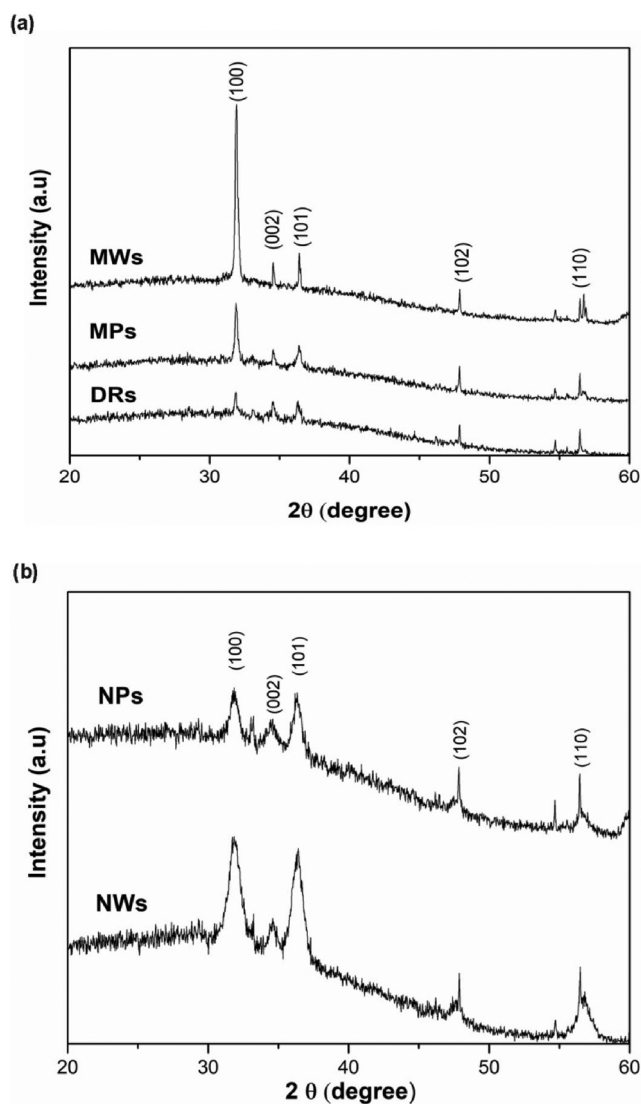 (a)
(100)
(002)
(101)
(102)
(110)
MWs
MPs
DRs
Intensity (a.u)
20 30 40 50 60
2θ (degree)
(b)
(100)
(002)
(101)
(102)
(110)
NPs
NWs
Intensity (a.u)
20 30 40 50 60
2 θ (degree)